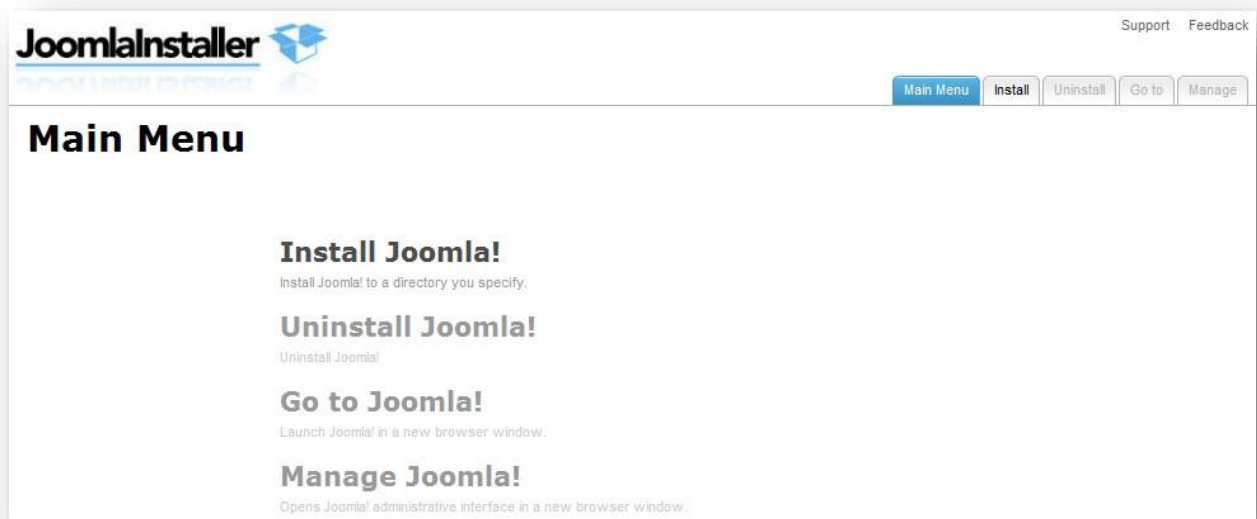 JoomlaInstaller
Support Feedback
Main Menu Install Uninstall Go to Manage
Main Menu
Install Joomla!
Install Joomla! to a directory you specify.
Uninstall Joomla!
Uninstall Joomla!
Go to Joomla!
Launch Joomla! in a new browser window.
Manage Joomla!
Opens Joomla! administrative interface in a new browser window.